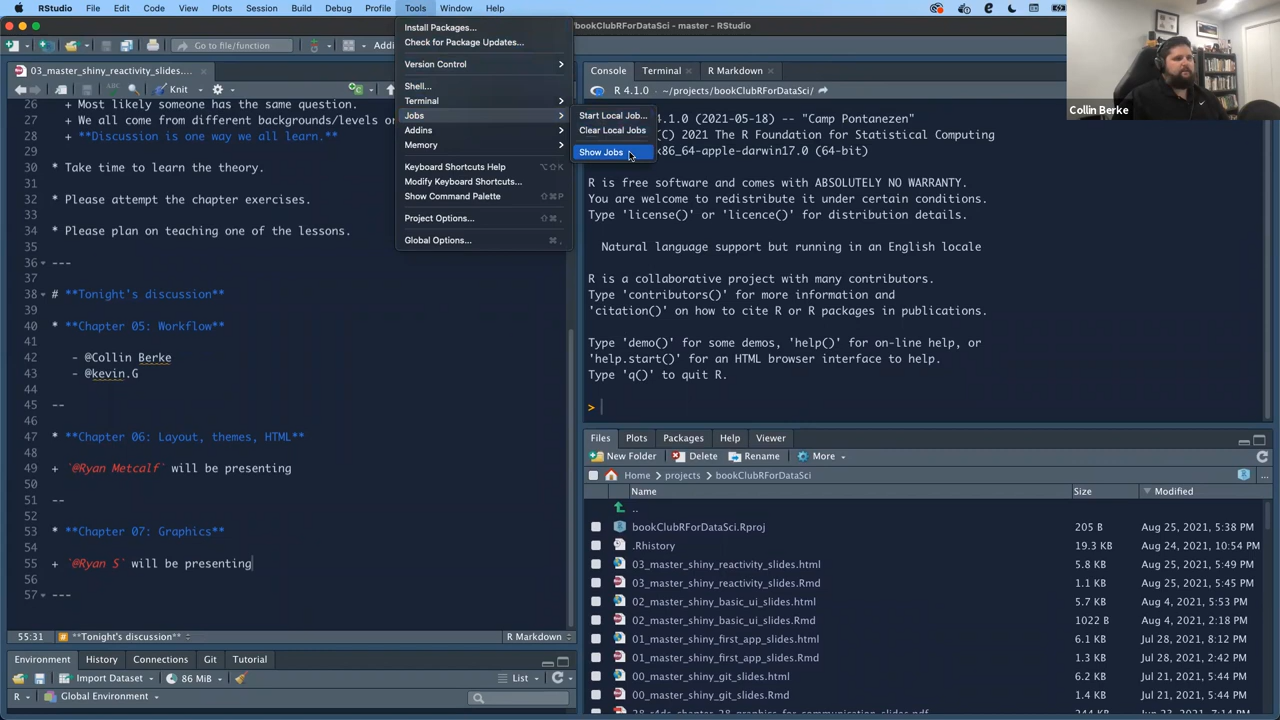 RStudio File Edit Code View Plots Session Build Debug Profile Tools Window Help
~/bookClubRForDataSci - master - RStudio
Go to file/function
Addi
03_master_shiny_reactivity_slides....
Knit
26 + Most likely someone has the same question.
27 + We all come from different backgrounds/levels o
28 + **Discussion is one way we all learn.**
29
30 * Take time to learn the theory.
31
32 * Please attempt the chapter exercises.
33
34 * Please plan on teaching one of the lessons.
35
36 ---
37
38 # **Tonight's discussion**
39
40 * **Chapter 05: Workflow**
41
42 - @Collin Berke
43 - @kevin.G
44
45 --
46
47 * **Chapter 06: Layout, themes, HTML**
48
49 + `@Ryan Metcalf` will be presenting
50
51 --
52
53 * **Chapter 07: Graphics**
54
55 + `@Ryan S` will be presenting
56
57 ---
55:31 **Tonight's discussion** R Markdown
Environment History Connections Git Tutorial
Import Dataset 86 MiB List
R Global Environment
Install Packages...
Check for Package Updates...
Version Control
Shell...
Terminal
Jobs
Addins
Memory
Keyboard Shortcuts Help ⌥⇧K
Modify Keyboard Shortcuts...
Show Command Palette ⇧⌘P
Project Options... ⇧⌘,
Global Options... ⌘,
Start Local Job...
Clear Local Jobs
Show Jobs
Console Terminal R Markdown
R 4.1.0 · ~/projects/bookClubRForDataSci/
4.1.0 (2021-05-18) -- "Camp Pontanezen"
(C) 2021 The R Foundation for Statistical Computing
x86_64-apple-darwin17.0 (64-bit)
R is free software and comes with ABSOLUTELY NO WARRANTY.
You are welcome to redistribute it under certain conditions.
Type 'license()' or 'licence()' for distribution details.
Natural language support but running in an English locale
R is a collaborative project with many contributors.
Type 'contributors()' for more information and
'citation()' on how to cite R or R packages in publications.
Type 'demo()' for some demos, 'help()' for on-line help, or
'help.start()' for an HTML browser interface to help.
Type 'q()' to quit R.
>
Files Plots Packages Help Viewer
New Folder Delete Rename More
Home projects bookClubRForDataSci ...
Name Size Modified
..
bookClubRForDataSci.Rproj 205 B Aug 25, 2021, 5:38 PM
.Rhistory 19.3 KB Aug 24, 2021, 10:54 PM
03_master_shiny_reactivity_slides.html 5.8 KB Aug 25, 2021, 5:49 PM
03_master_shiny_reactivity_slides.Rmd 1.1 KB Aug 25, 2021, 5:45 PM
02_master_shiny_basic_ui_slides.html 5.7 KB Aug 4, 2021, 5:53 PM
02_master_shiny_basic_ui_slides.Rmd 1022 B Aug 4, 2021, 5:53 PM
01_master_shiny_first_app_slides.html 6.1 KB Jul 28, 2021, 8:12 PM
01_master_shiny_first_app_slides.Rmd 1.3 KB Jul 28, 2021, 2:42 PM
00_master_shiny_git_slides.html 5.4 KB Jul 21, 2021, 5:44 PM
00_master_shiny_git_slides.Rmd 1.4 KB Jul 21, 2021, 5:44 PM
Collin Berke